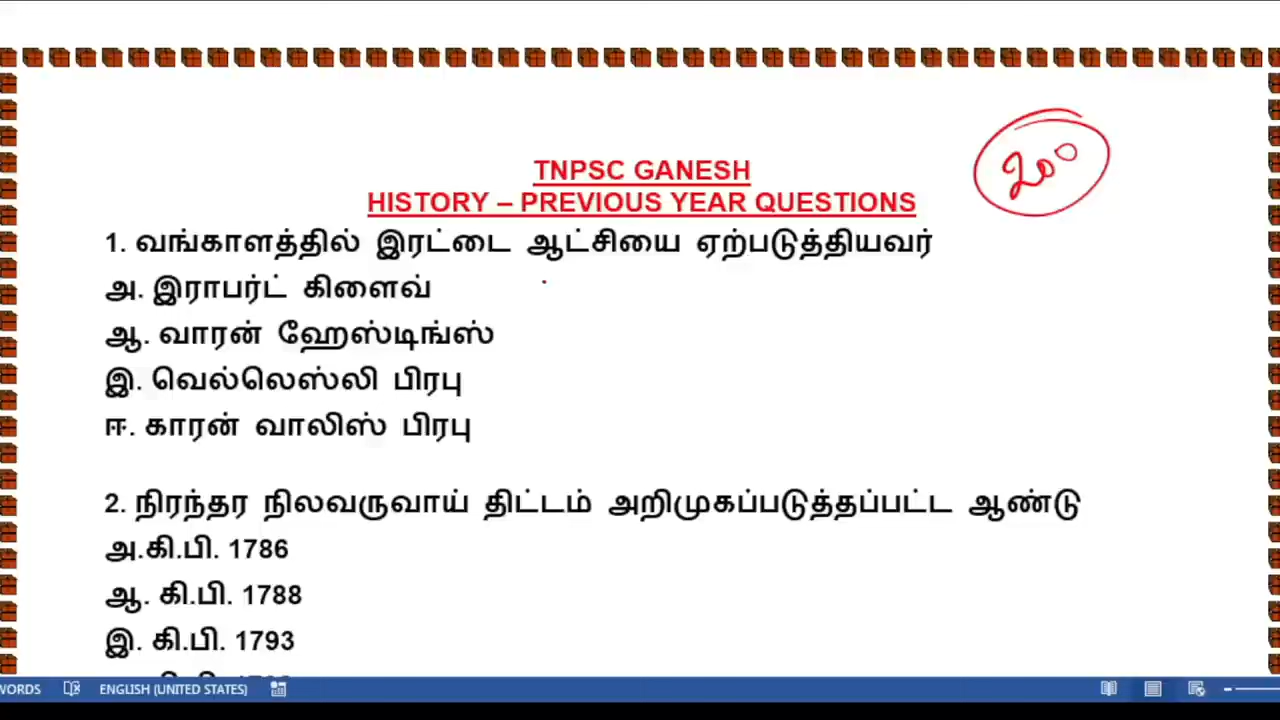 200
TNPSC GANESH
HISTORY – PREVIOUS YEAR QUESTIONS
1. வங்காளத்தில் இரட்டை ஆட்சியை ஏற்படுத்தியவர்
அ. இராபர்ட் கிளைவ்
ஆ. வாரன் ஹேஸ்டிங்ஸ்
இ. வெல்லெஸ்லி பிரபு
ஈ. காரன் வாலிஸ் பிரபு
2. நிரந்தர நிலவருவாய் திட்டம் அறிமுகப்படுத்தப்பட்ட ஆண்டு
அ.கி.பி. 1786
ஆ. கி.பி. 1788
இ. கி.பி. 1793
WORDS ENGLISH (UNITED STATES)